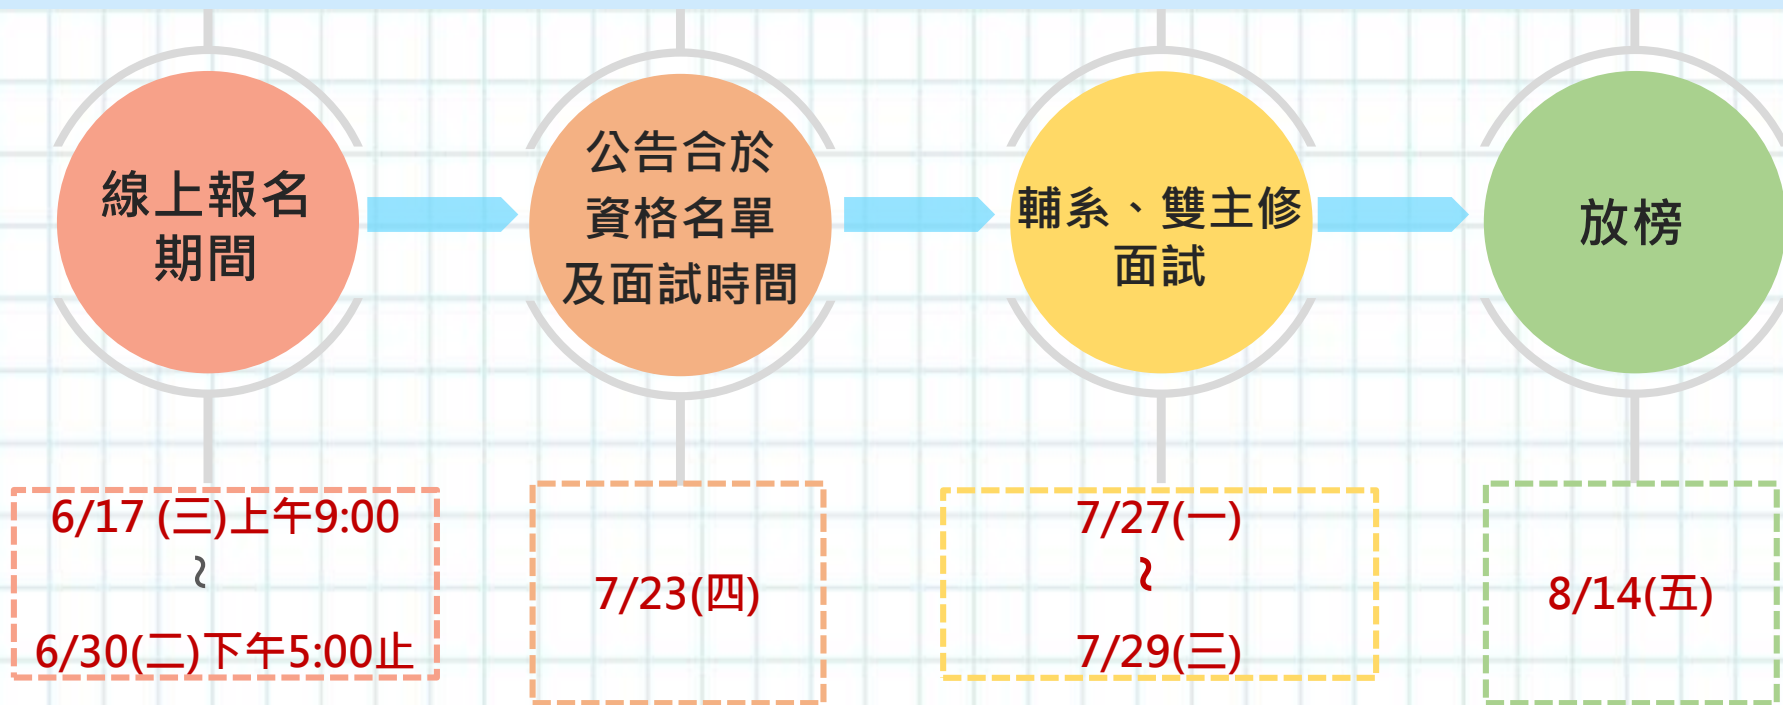 線上報名
期間
公告合於
資格名單
及面試時間
輔系、雙主修
面試
放榜
6/17 (三)上午9:00
~
6/30(二)下午5:00止
7/23(四)
7/27(一)
~
7/29(三)
8/14(五)